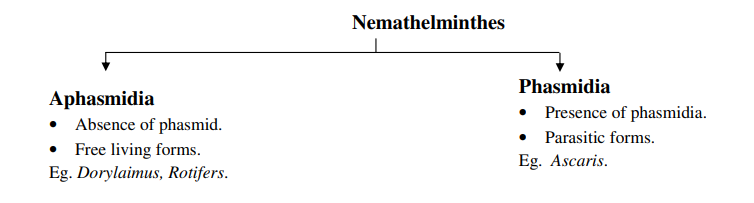 Nemathelminthes
Aphasmidia
• Absence of phasmid.
• Free living forms.
Eg. Dorylaimus, Rotifers.
Phasmidia
• Presence of phasmidia.
• Parasitic forms.
Eg. Ascaris.